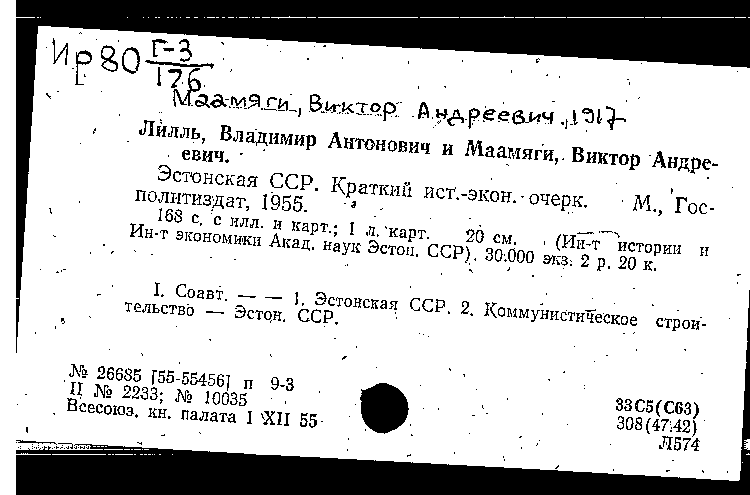 Ир80 Г-3
126
Маамяги, Виктор Андреевич, 1917
Лилль, Владимир Антонович и Маамяги, Виктор Андре-
евич.
Эстонская ССР. Краткий ист.-экон. очерк. М., Гос-
политиздат, 1955.
168 с. с илл. и карт.; 1 л. карт. 20 см. (Ин-т истории и
Ин-т экономики Акад. наук Эстон. ССР). 30.000 экз. 2 р. 20 к.
I. Соавт. — — 1. Эстонская ССР. 2. Коммунистическое строи-
тельство — Эстон. ССР.
№ 26685 [55-55456] п 9-3
II № 2233; № 10035
Всесоюз. кн. палата 1 XII 55
33С5(С63)
308(47.42)
Л574